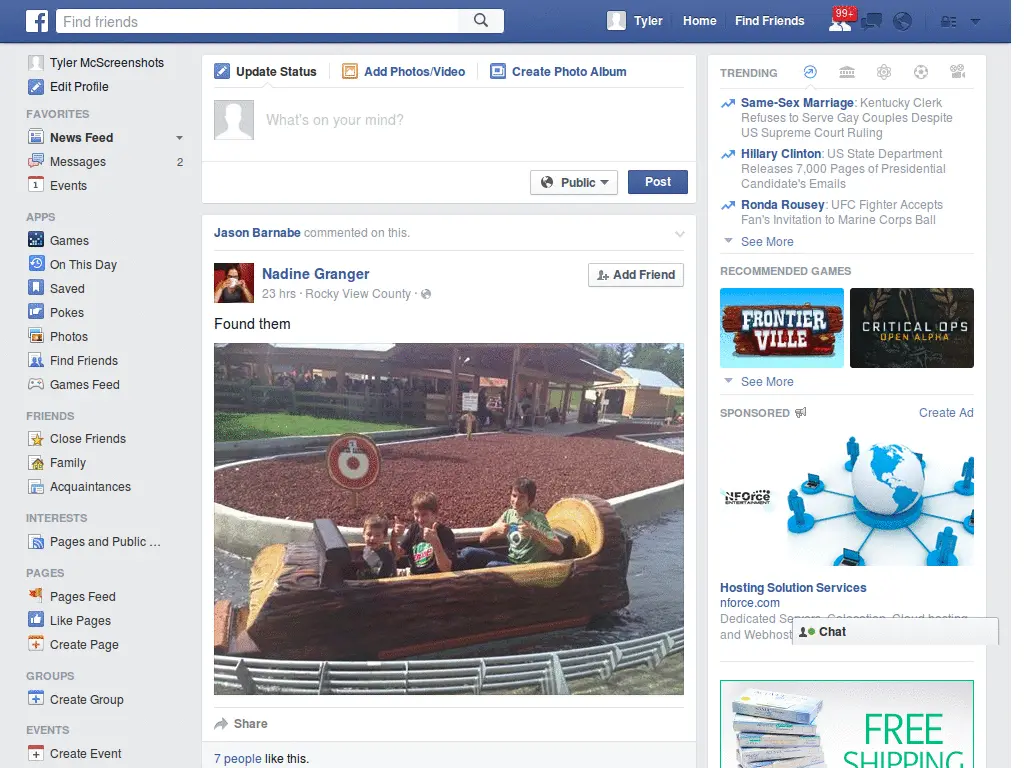 Find friends
Tyler
Home
Find Friends
99+
Tyler McScreenshots
Edit Profile
FAVORITES
News Feed
Messages
2
1
Events
APPS
Games
On This Day
Saved
Pokes
Photos
Find Friends
Games Feed
FRIENDS
Close Friends
Family
Acquaintances
INTERESTS
Pages and Public ...
PAGES
Pages Feed
Like Pages
Create Page
GROUPS
Create Group
EVENTS
Create Event
Update Status
Add Photos/Video
Create Photo Album
What's on your mind?
Public
Post
Jason Barnabe commented on this.
Nadine Granger
23 hrs · Rocky View County ·
Add Friend
Found them
Share
7 people like this.
TRENDING
Same-Sex Marriage: Kentucky Clerk
Refuses to Serve Gay Couples Despite
US Supreme Court Ruling
Hillary Clinton: US State Department
Releases 7,000 Pages of Presidential
Candidate's Emails
Ronda Rousey: UFC Fighter Accepts
Fan's Invitation to Marine Corps Ball
See More
RECOMMENDED GAMES
FRONTIER
VILLE
CRITICAL OPS
OPEN ALPHA
See More
SPONSORED
Create Ad
NFOrce
ENTERTAINMENT
Hosting Solution Services
nforce.com
Dedicated Servers, Colocation, Cloud hosting
and Webhost
Chat
FREE
SHIPPING